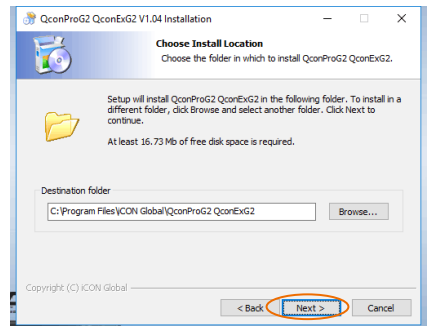 QconProG2 QconExG2 V1.04 Installation
Choose Install Location
Choose the folder in which to install QconProG2 QconExG2.
Setup will install QconProG2 QconExG2 in the following folder. To install in a
different folder, click Browse and select another folder. Click Next to
continue.
At least 16.73 Mb of free disk space is required.
Destination folder
C:\Program Files\iCON Global\QconProG2 QconExG2
Browse...
Copyright (C) iCON Global
< Back
Next >
Cancel